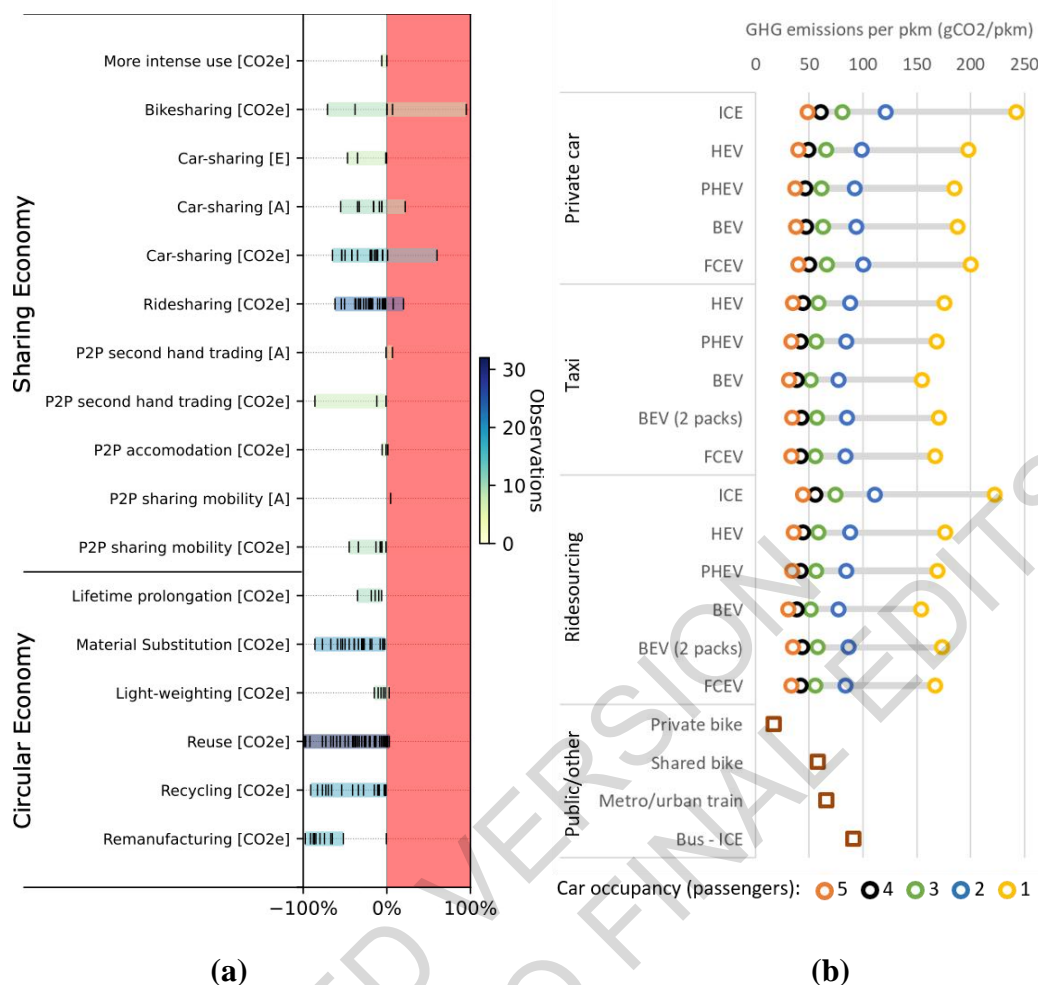 Sharing Economy
More intense use [CO2e]
Bikesharing [CO2e]
Car-sharing [E]
Car-sharing [A]
Car-sharing [CO2e]
Ridesharing [CO2e]
P2P second hand trading [A]
P2P second hand trading [CO2e]
P2P accomodation [CO2e]
P2P sharing mobility [A]
P2P sharing mobility [CO2e]
Circular Economy
Lifetime prolongation [CO2e]
Material Substitution [CO2e]
Light-weighting [CO2e]
Reuse [CO2e]
Recycling [CO2e]
Remanufacturing [CO2e]
−100% 0% 100%
30
20
10
0
Observations
(a)
GHG emissions per pkm (gCO2/pkm)
0 50 100 150 200 250
Private car
ICE
HEV
PHEV
BEV
FCEV
Taxi
HEV
PHEV
BEV
BEV (2 packs)
FCEV
Ridesourcing
ICE
HEV
PHEV
BEV
BEV (2 packs)
FCEV
Public/other
Private bike
Shared bike
Metro/urban train
Bus - ICE
Car occupancy (passengers): 5 4 3 2 1
(b)
VERSION
FINAL EDITS